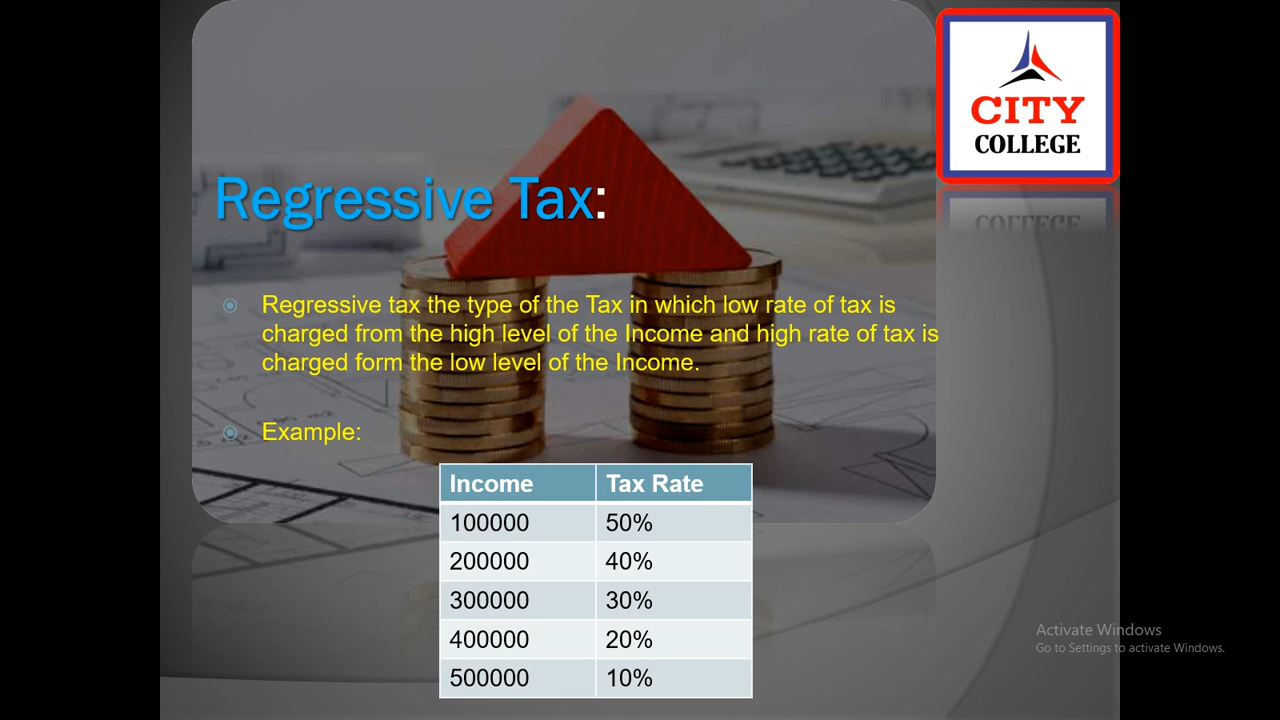 CITY
COLLEGE
Regressive Tax:
Regressive tax the type of the Tax in which low rate of tax is
charged from the high level of the Income and high rate of tax is
charged form the low level of the Income.
Example:
Income Tax Rate
100000 50%
200000 40%
300000 30%
400000 20%
500000 10%
Activate Windows
Go to Settings to activate Windows.